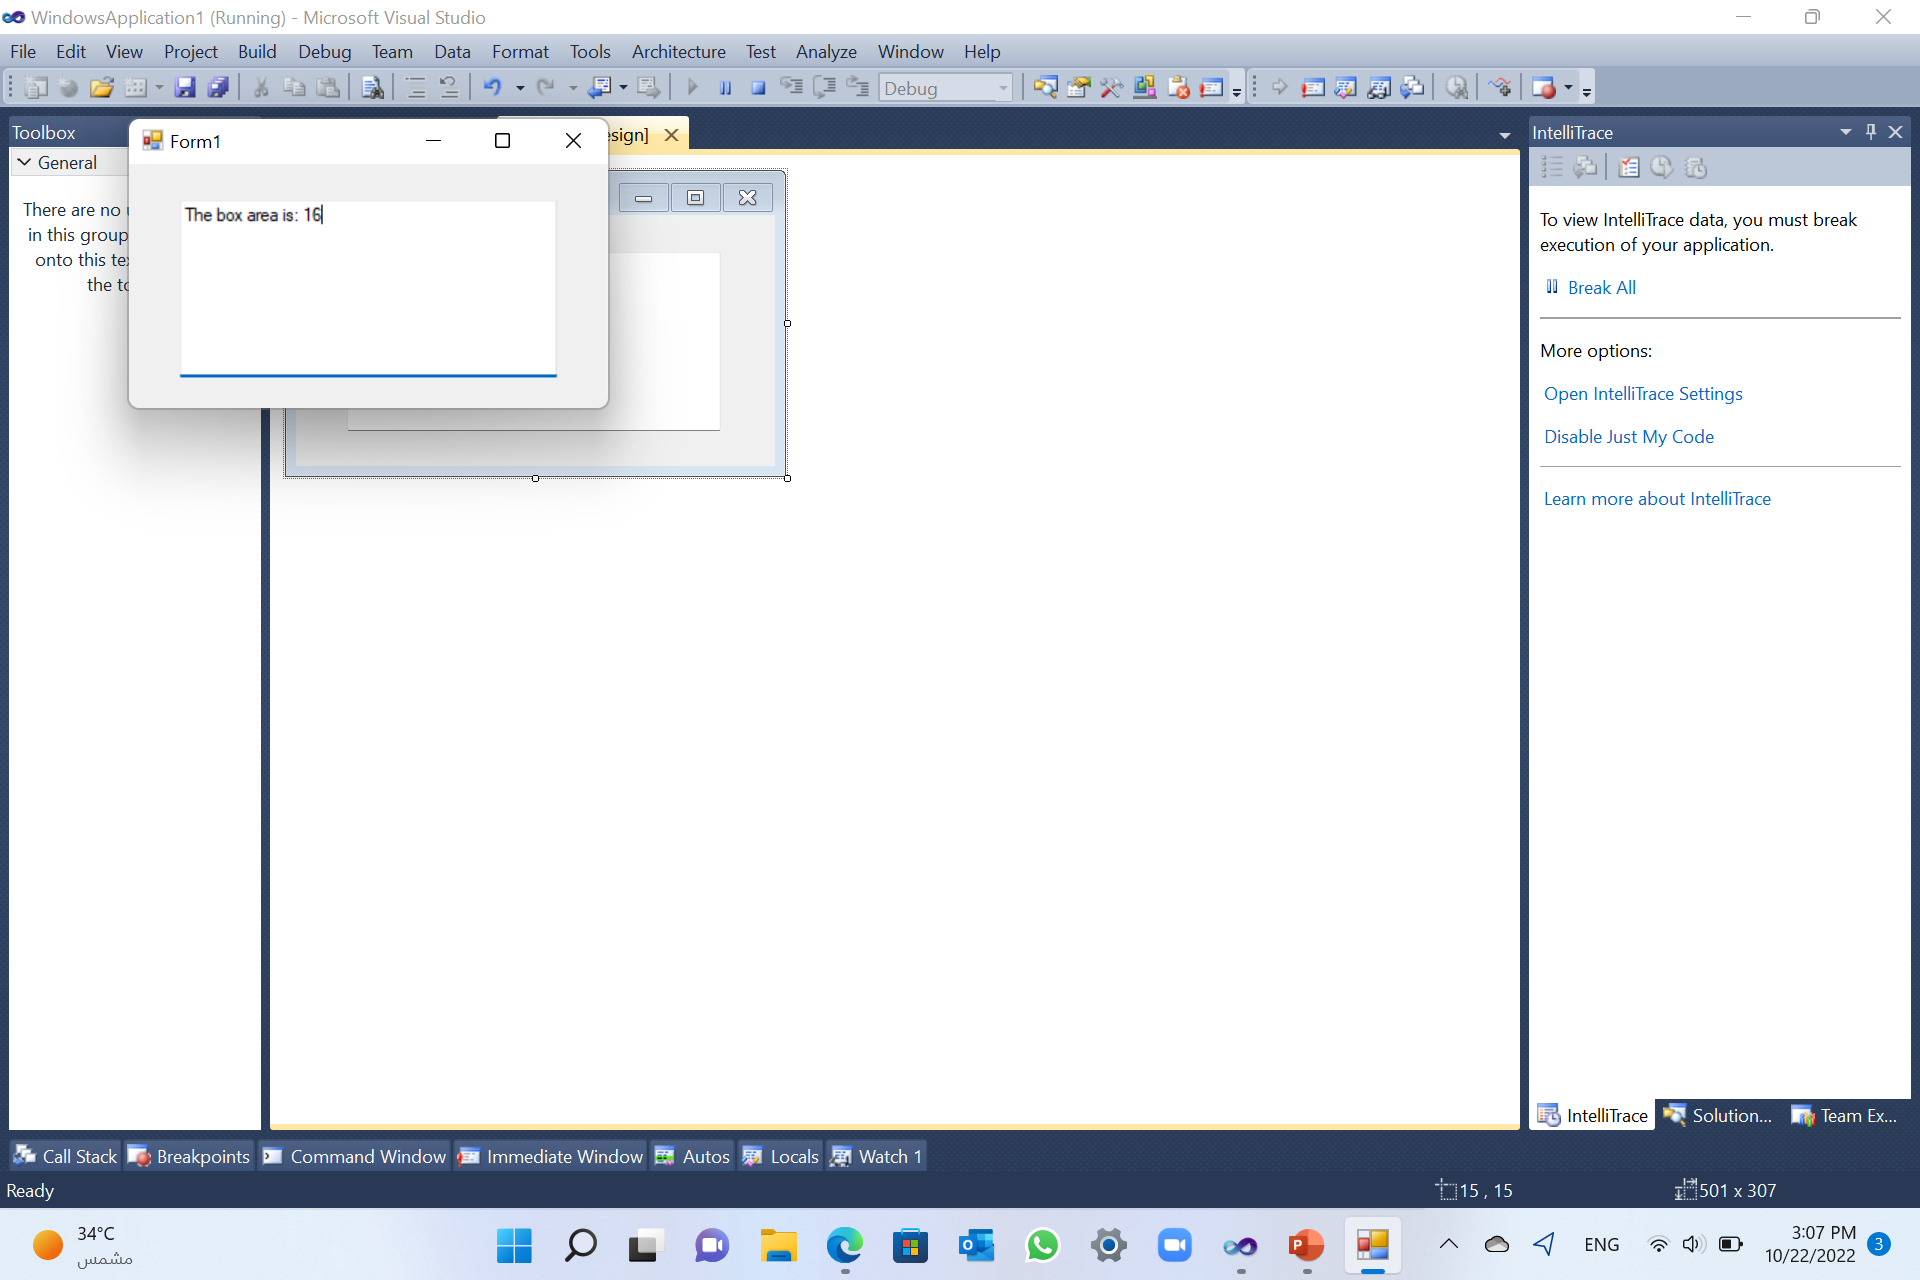 WindowsApplication1 (Running) - Microsoft Visual Studio
File Edit View Project Build Debug Team Data Format Tools Architecture Test Analyze Window Help
Debug
Toolbox
General
There are no
in this group
onto this
the
Form1
The box area is: 16
esign]
IntelliTrace
To view IntelliTrace data, you must break
execution of your application.
Break All
More options:
Open IntelliTrace Settings
Disable Just My Code
Learn more about IntelliTrace
IntelliTrace Solution... Team Ex...
Call Stack Breakpoints Command Window Immediate Window Autos Locals Watch 1
Ready 15 , 15 501 x 307
34°C
مشمس
ENG
3:07 PM
10/22/2022
3